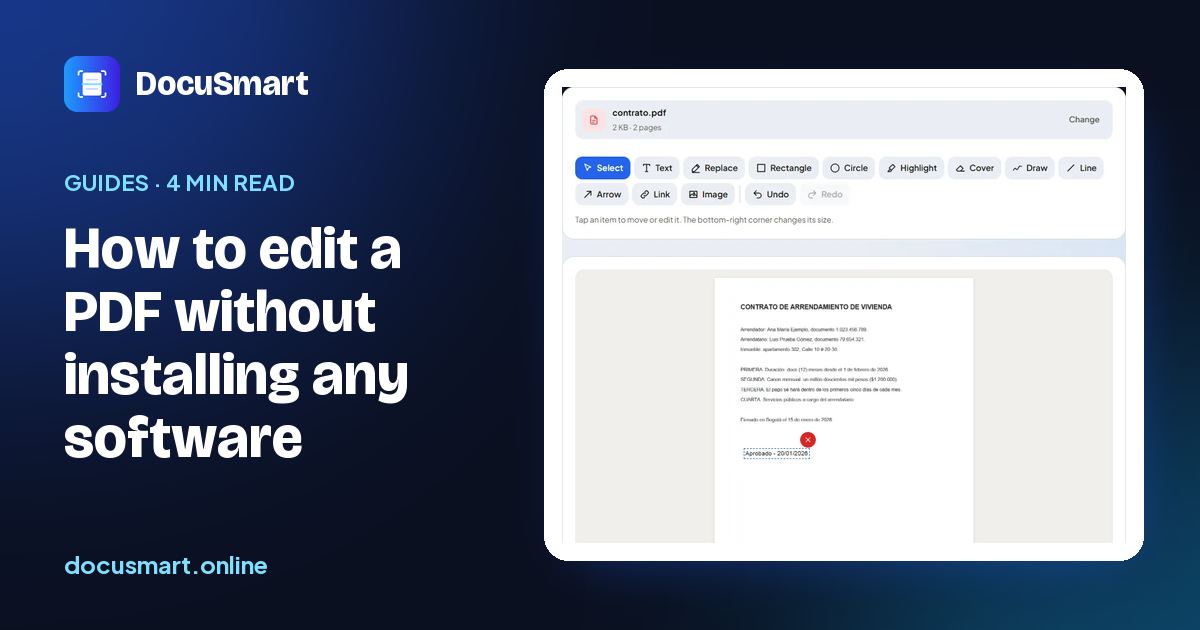 DocuSmart
GUIDES · 4 MIN READ
How to edit a
PDF without
installing any
software
docusmart.online
contrato.pdf
2 KB · 2 pages
Change
Select Text Replace Rectangle Circle Highlight Cover Draw Line
Arrow Link Image Undo Redo
Tap an item to move or edit it. The bottom-right corner changes its size.
CONTRATO DE ARRENDAMIENTO DE VIVIENDA
Arrendador: Ana María Ejemplo, documento 1.023.456.789.
Arrendatario: Luis Prueba Gómez, documento 79.654.321.
Inmueble: apartamento 302, Calle 10 # 20-30.
PRIMERA. Duración: doce (12) meses desde el 1 de febrero de 2026.
SEGUNDA. Canon mensual: un millón doscientos mil pesos ($1.200.000).
TERCERA. El pago se hará dentro de los primeros cinco días de cada mes.
CUARTA. Servicios públicos a cargo del arrendatario.
Firmado en Bogotá el 15 de enero de 2026.
Aprobado - 20/01/2026